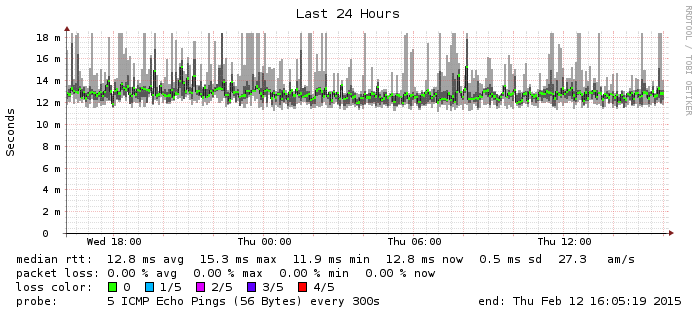 Last 24 Hours
RRDTOOL / TOBI OETIKER
Seconds
18 m
16 m
14 m
12 m
10 m
8 m
6 m
4 m
2 m
0
Wed 18:00 Thu 00:00 Thu 06:00 Thu 12:00
median rtt: 12.8 ms avg 15.3 ms max 11.9 ms min 12.8 ms now 0.5 ms sd 27.3 am/s
packet loss: 0.00 % avg 0.00 % max 0.00 % min 0.00 % now
loss color: 0 1/5 2/5 3/5 4/5
probe: 5 ICMP Echo Pings (56 Bytes) every 300s end: Thu Feb 12 16:05:19 2015